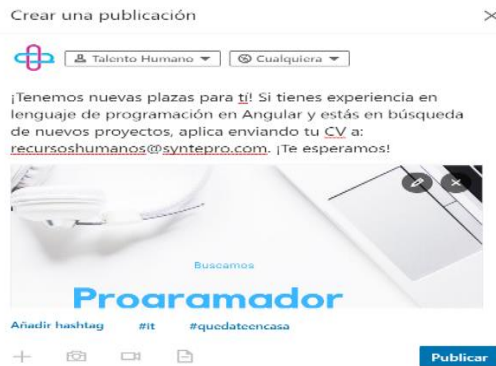 Crear una publicación
Talento Humano
Cualquiera
¡Tenemos nuevas plazas para tí! Si tienes experiencia en
lenguaje de programación en Angular y estás en búsqueda
de nuevos proyectos, aplica enviando tu CV a:
recursoshumanos@syntepro.com. ¡Te esperamos!
Buscamos
Programador
Añadir hashtag #it #quedateencasa
Publicar